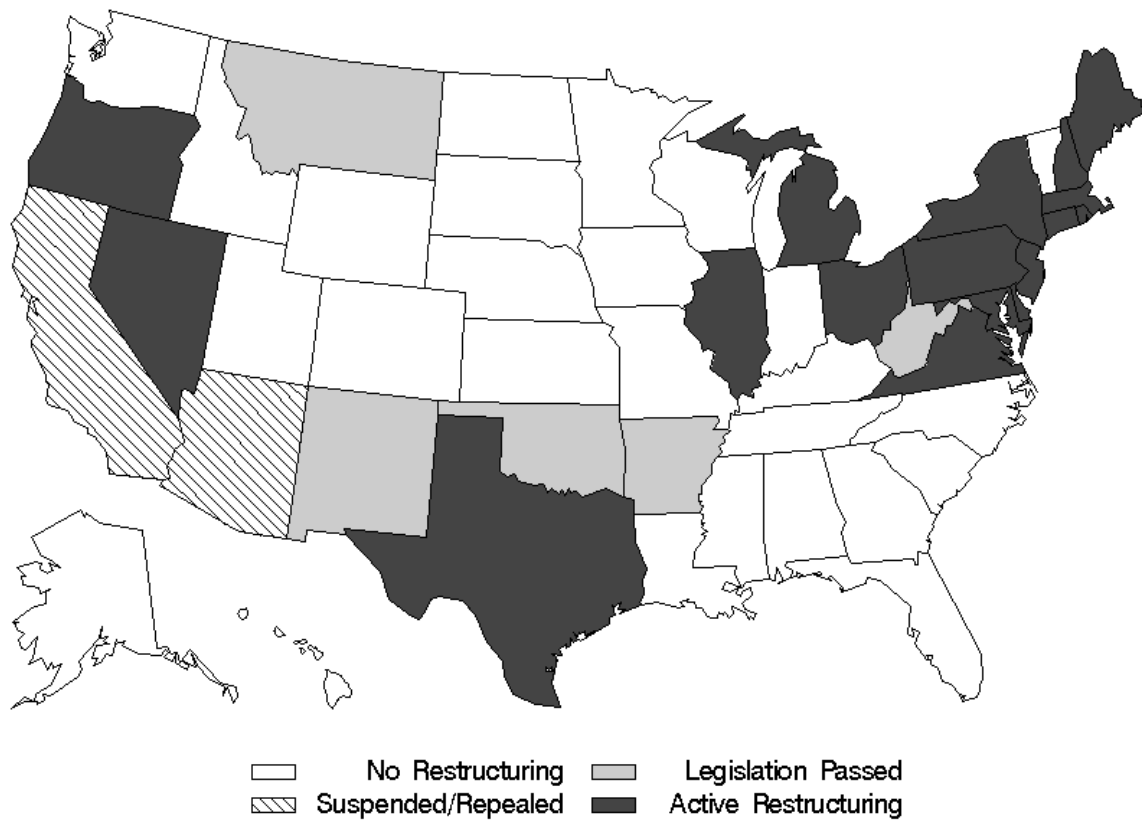 No Restructuring
Legislation Passed
Suspended/Repealed
Active Restructuring